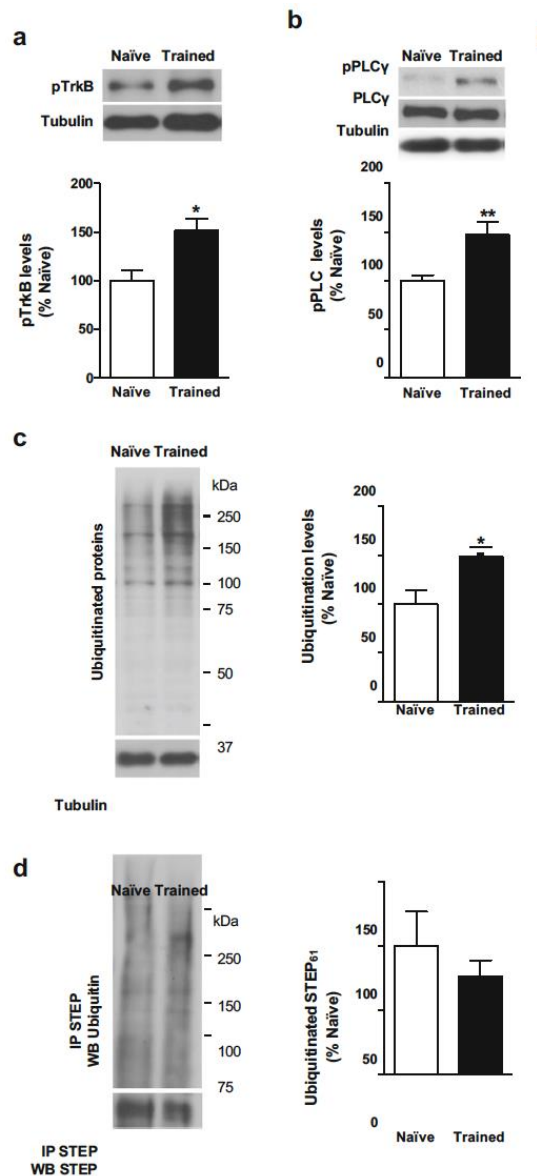 a
Naïve Trained
pTrkB
Tubulin
200
150
100
50
0
pTrkB levels
(% Naïve)
*
Naïve Trained
b
Naïve Trained
pPLCγ
PLCγ
Tubulin
200
150
100
50
0
pPLC levels
(% Naïve)
**
Naïve Trained
c
Naïve Trained
kDa
250
150
100
75
50
37
Ubiquitinated proteins
Tubulin
200
150
100
50
0
Ubiquitination levels
(% Naïve)
*
Naïve Trained
d
Naïve Trained
kDa
250
150
100
75
IP STEP
WB Ubiquitin
IP STEP
WB STEP
150
100
50
0
Ubiquitinated STEP61
(% Naïve)
Naïve Trained